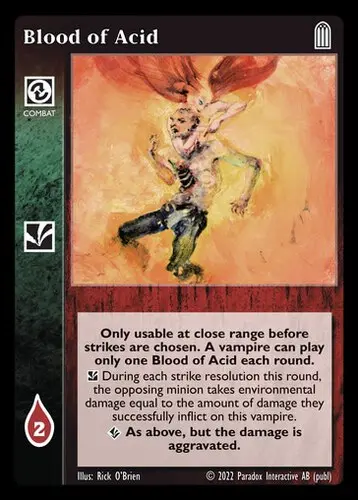 Blood of Acid
COMBAT
Only usable at close range before
strikes are chosen. A vampire can play
only one Blood of Acid each round.
During each strike resolution this round,
the opposing minion takes environmental
damage equal to the amount of damage they
successfully inflict on this vampire.
As above, but the damage is
aggravated.
2
Illus: Rick O'Brien
© 2022 Paradox Interactive AB (publ)